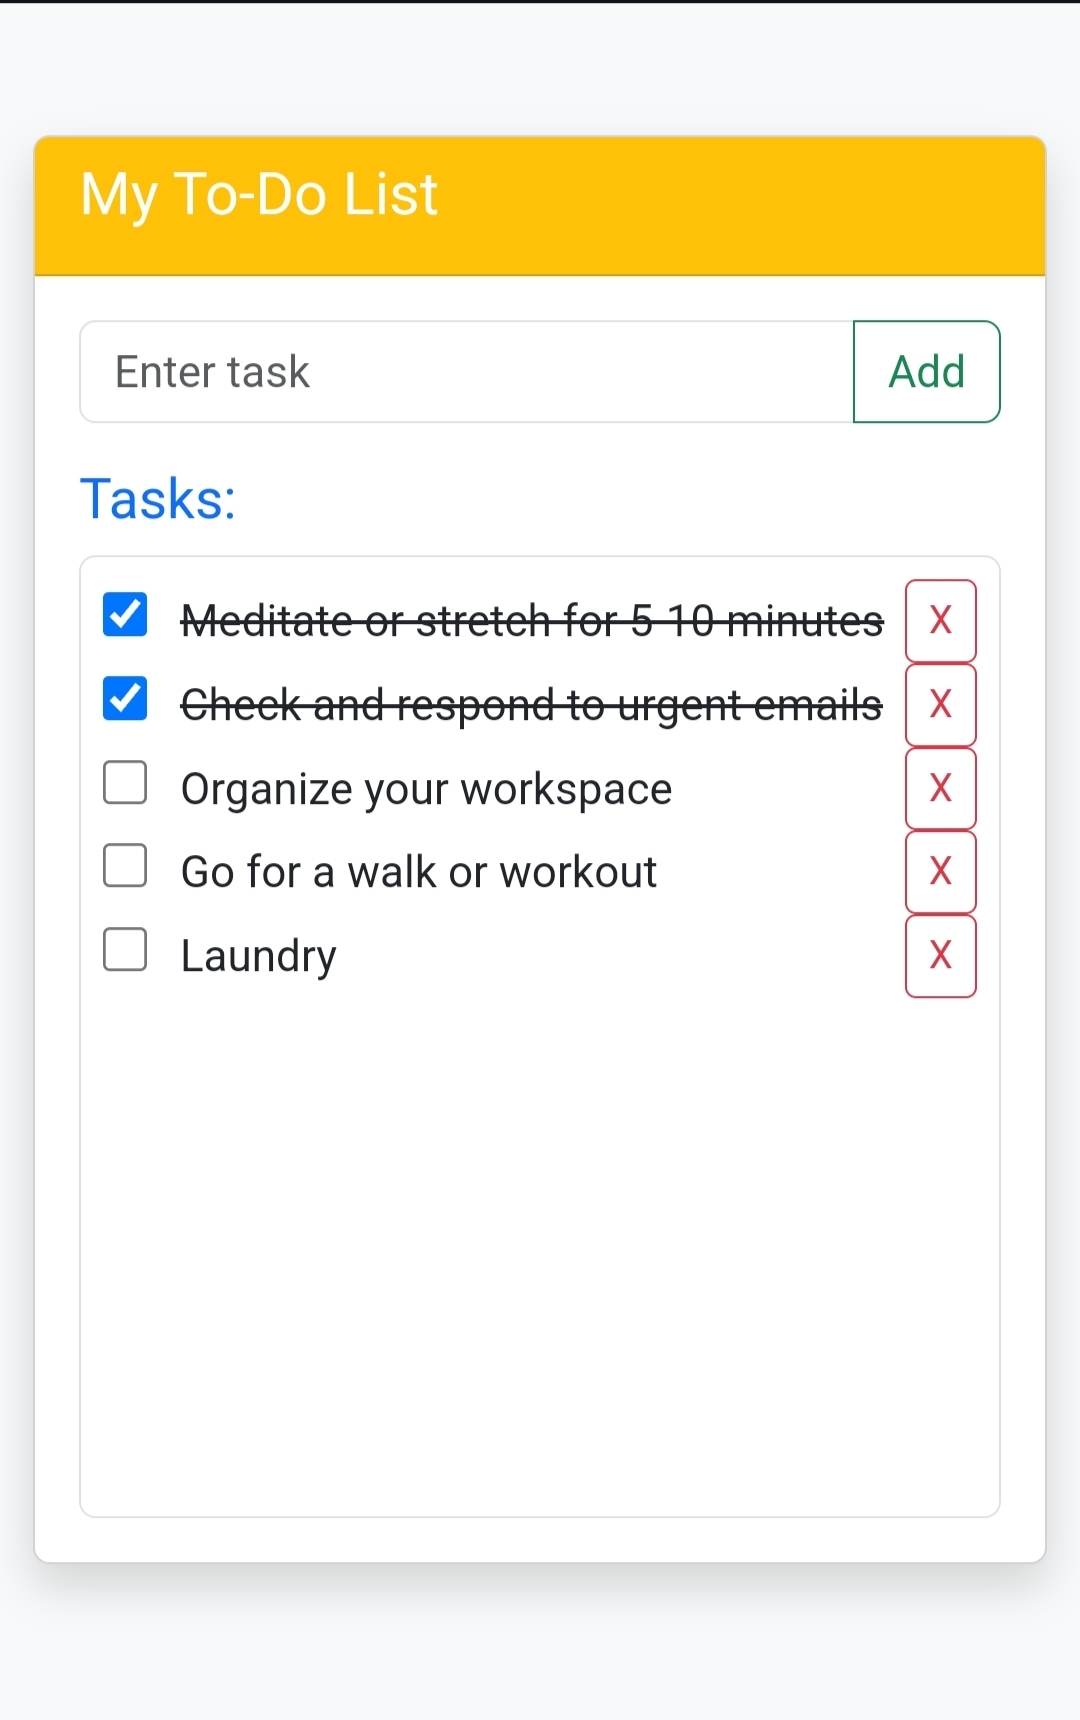 My To-Do List
Enter task
Add
Tasks:
Meditate or stretch for 5-10 minutes
X
Check and respond to urgent emails
X
Organize your workspace
X
Go for a walk or workout
X
Laundry
X